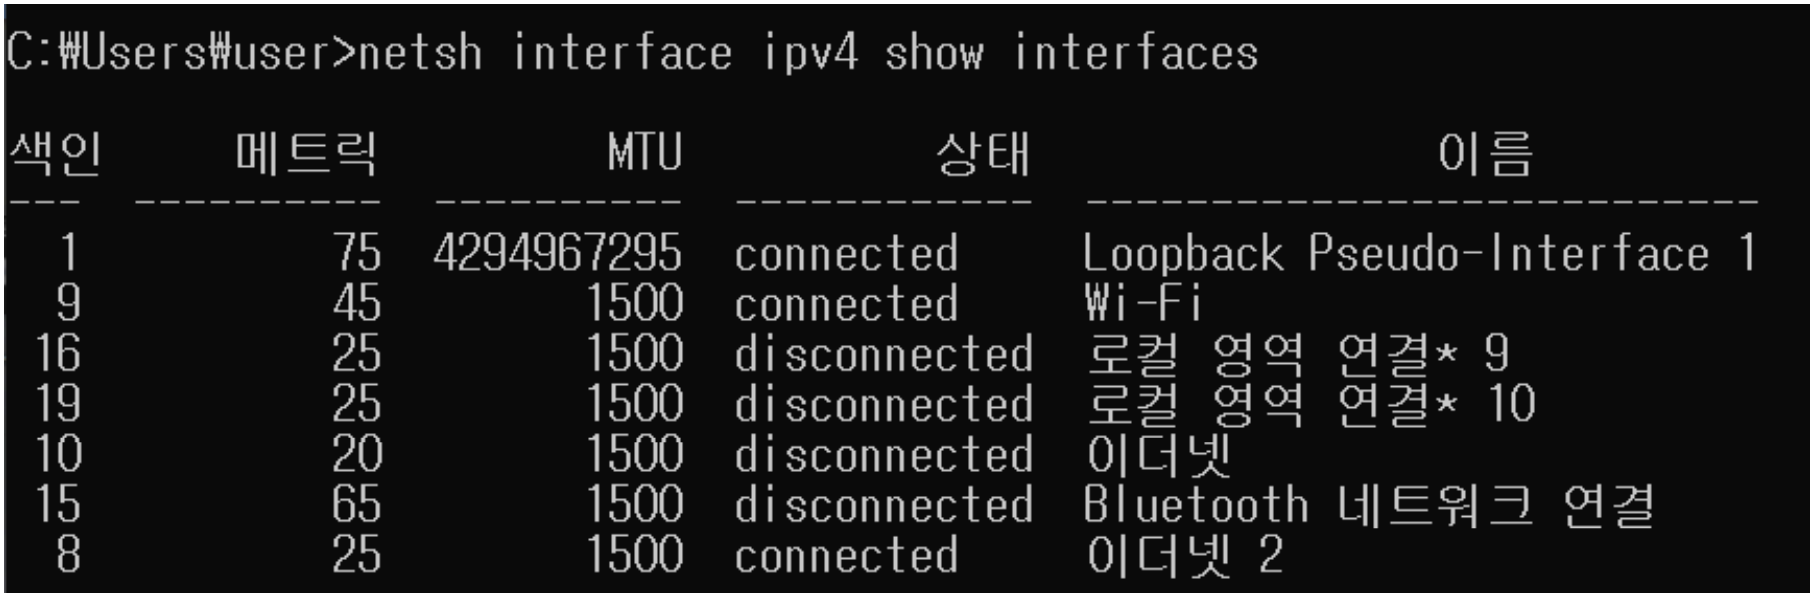 C:₩Users₩user>netsh interface ipv4 show interfaces
색인 메트릭 MTU 상태 이름
--- ---------- ---------- ------------ ---------------------------
1 75 4294967295 connected Loopback Pseudo-Interface 1
9 45 1500 connected Wi-Fi
16 25 1500 disconnected 로컬 영역 연결* 9
19 25 1500 disconnected 로컬 영역 연결* 10
10 20 1500 disconnected 이더넷
15 65 1500 disconnected Bluetooth 네트워크 연결
8 25 1500 connected 이더넷 2